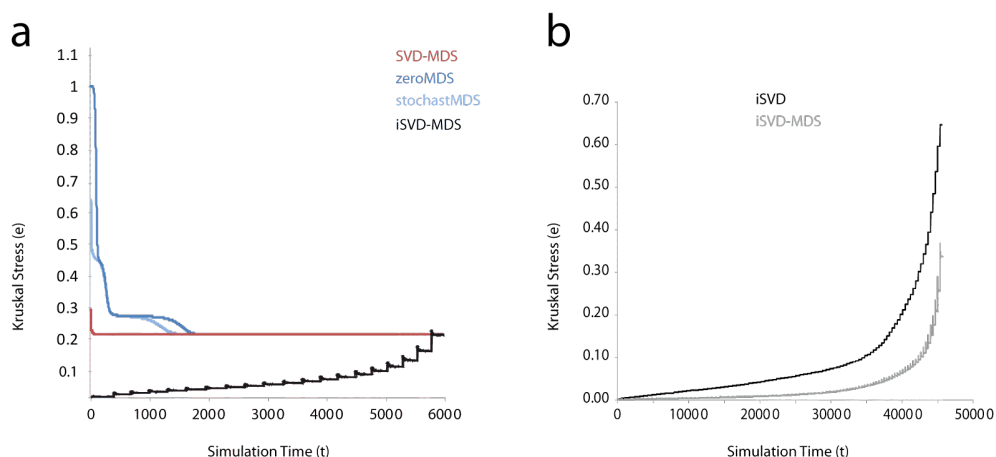 a
1.1
1
0.9
0.8
0.7
0.6
0.5
0.4
0.3
0.2
0.1
Kruskal Stress (e)
0
1000
2000
3000
4000
5000
6000
Simulation Time (t)
SVD-MDS
zeroMDS
stochastMDS
iSVD-MDS
b
0.70
0.60
0.50
0.40
0.30
0.20
0.10
0.00
Kruskal Stress (e)
0
10000
20000
30000
40000
50000
Simulation Time (t)
iSVD
iSVD-MDS